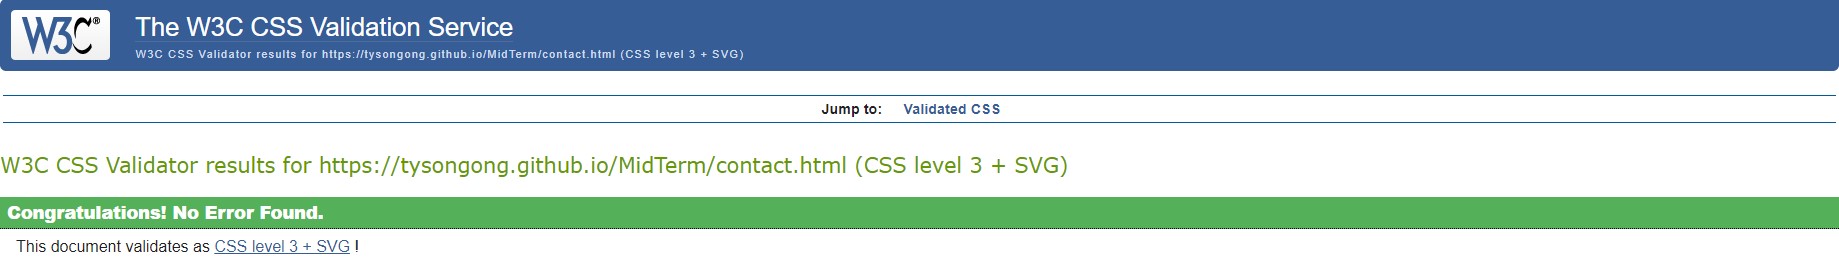 W3C®
The W3C CSS Validation Service
W3C CSS Validator results for https://tysongong.github.io/MidTerm/contact.html (CSS level 3 + SVG)
Jump to: Validated CSS
W3C CSS Validator results for https://tysongong.github.io/MidTerm/contact.html (CSS level 3 + SVG)
Congratulations! No Error Found.
This document validates as CSS level 3 + SVG !